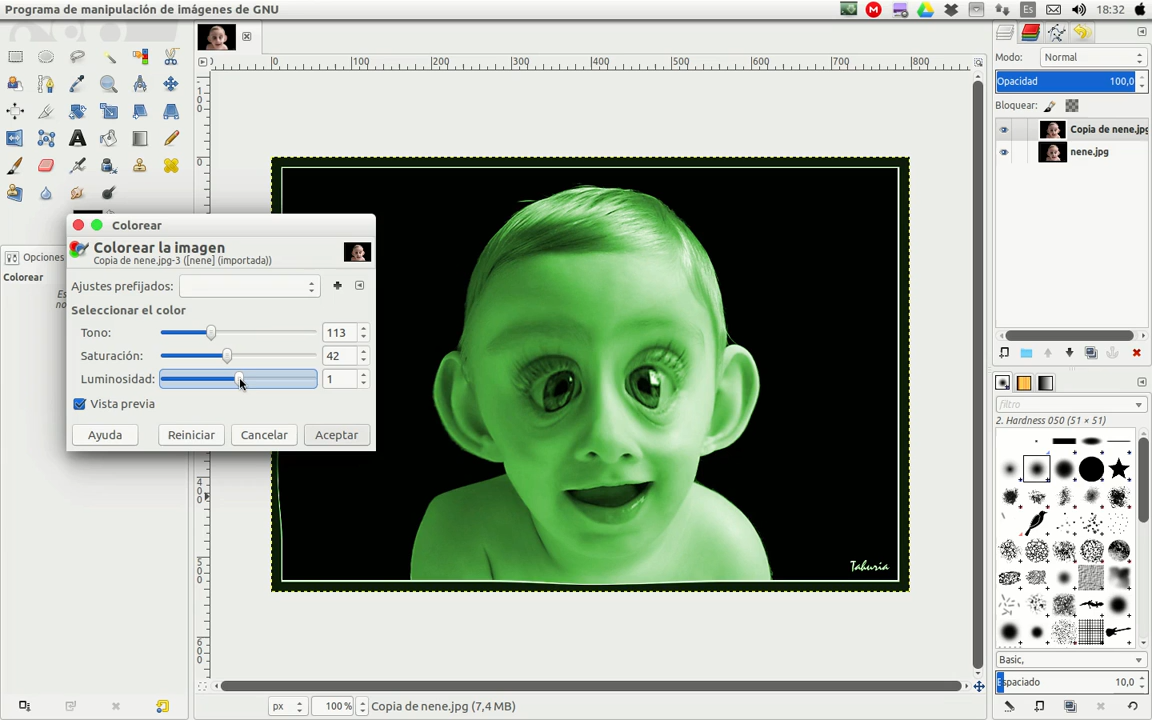 Programa de manipulación de imágenes de GNU
Es
18:32
0 100 200 300 400 500 600 700 800
Modo: Normal
Opacidad 100,0
Bloquear:
Copia de nene.jpg
nene.jpg
Colorear
Colorear la imagen
Copia de nene.jpg-3 ([nene] (importada))
Opciones
Colorear
Ajustes prefijados:
Seleccionar el color
Tono: 113
Saturación: 42
Luminosidad: 1
Vista previa
Ayuda Reiniciar Cancelar Aceptar
filtro
2. Hardness 050 (51 × 51)
Tahuria
Basic,
Espaciado 10,0
px 100 % Copia de nene.jpg (7,4 MB)